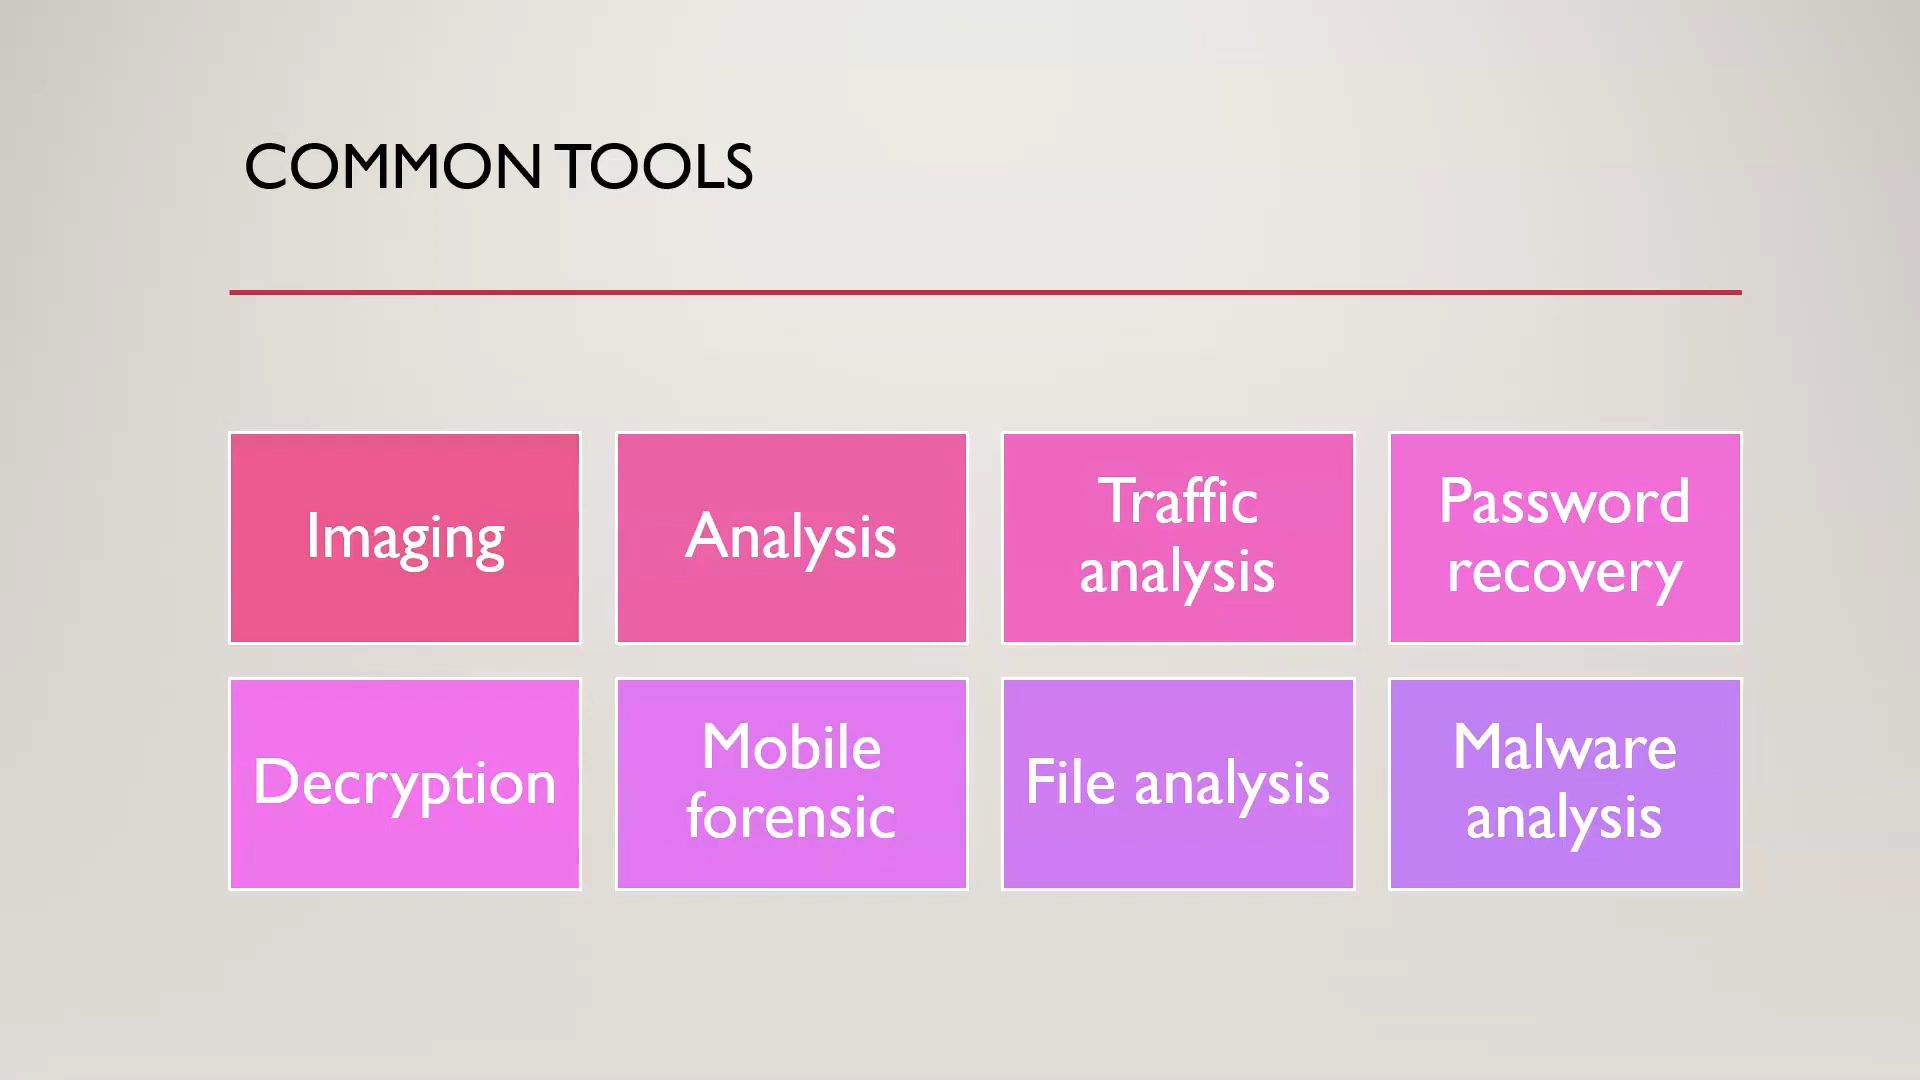 COMMON TOOLS
Imaging
Analysis
Traffic
analysis
Password
recovery
Decryption
Mobile
forensic
File analysis
Malware
analysis